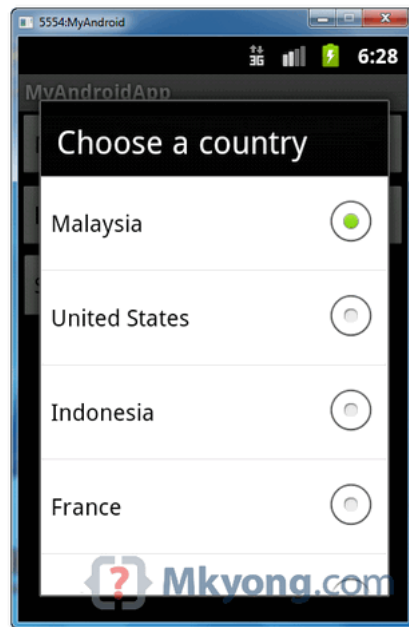 5554:MyAndroid
3G
6:28
MyAndroidApp
Choose a country
Malaysia
United States
Indonesia
France
{?} Mkyong.com